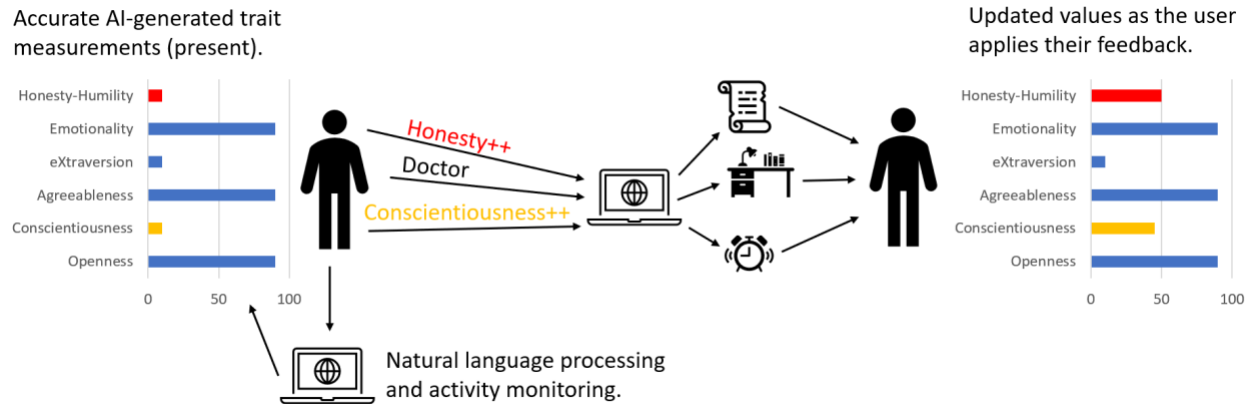 Accurate AI-generated trait
measurements (present).
Honesty-Humility
Emotionality
eXtraversion
Agreeableness
Conscientiousness
Openness
0 50 100
Honesty++
Doctor
Conscientiousness++
Natural language processing
and activity monitoring.
Updated values as the user
applies their feedback.
Honesty-Humility
Emotionality
eXtraversion
Agreeableness
Conscientiousness
Openness
0 50 100